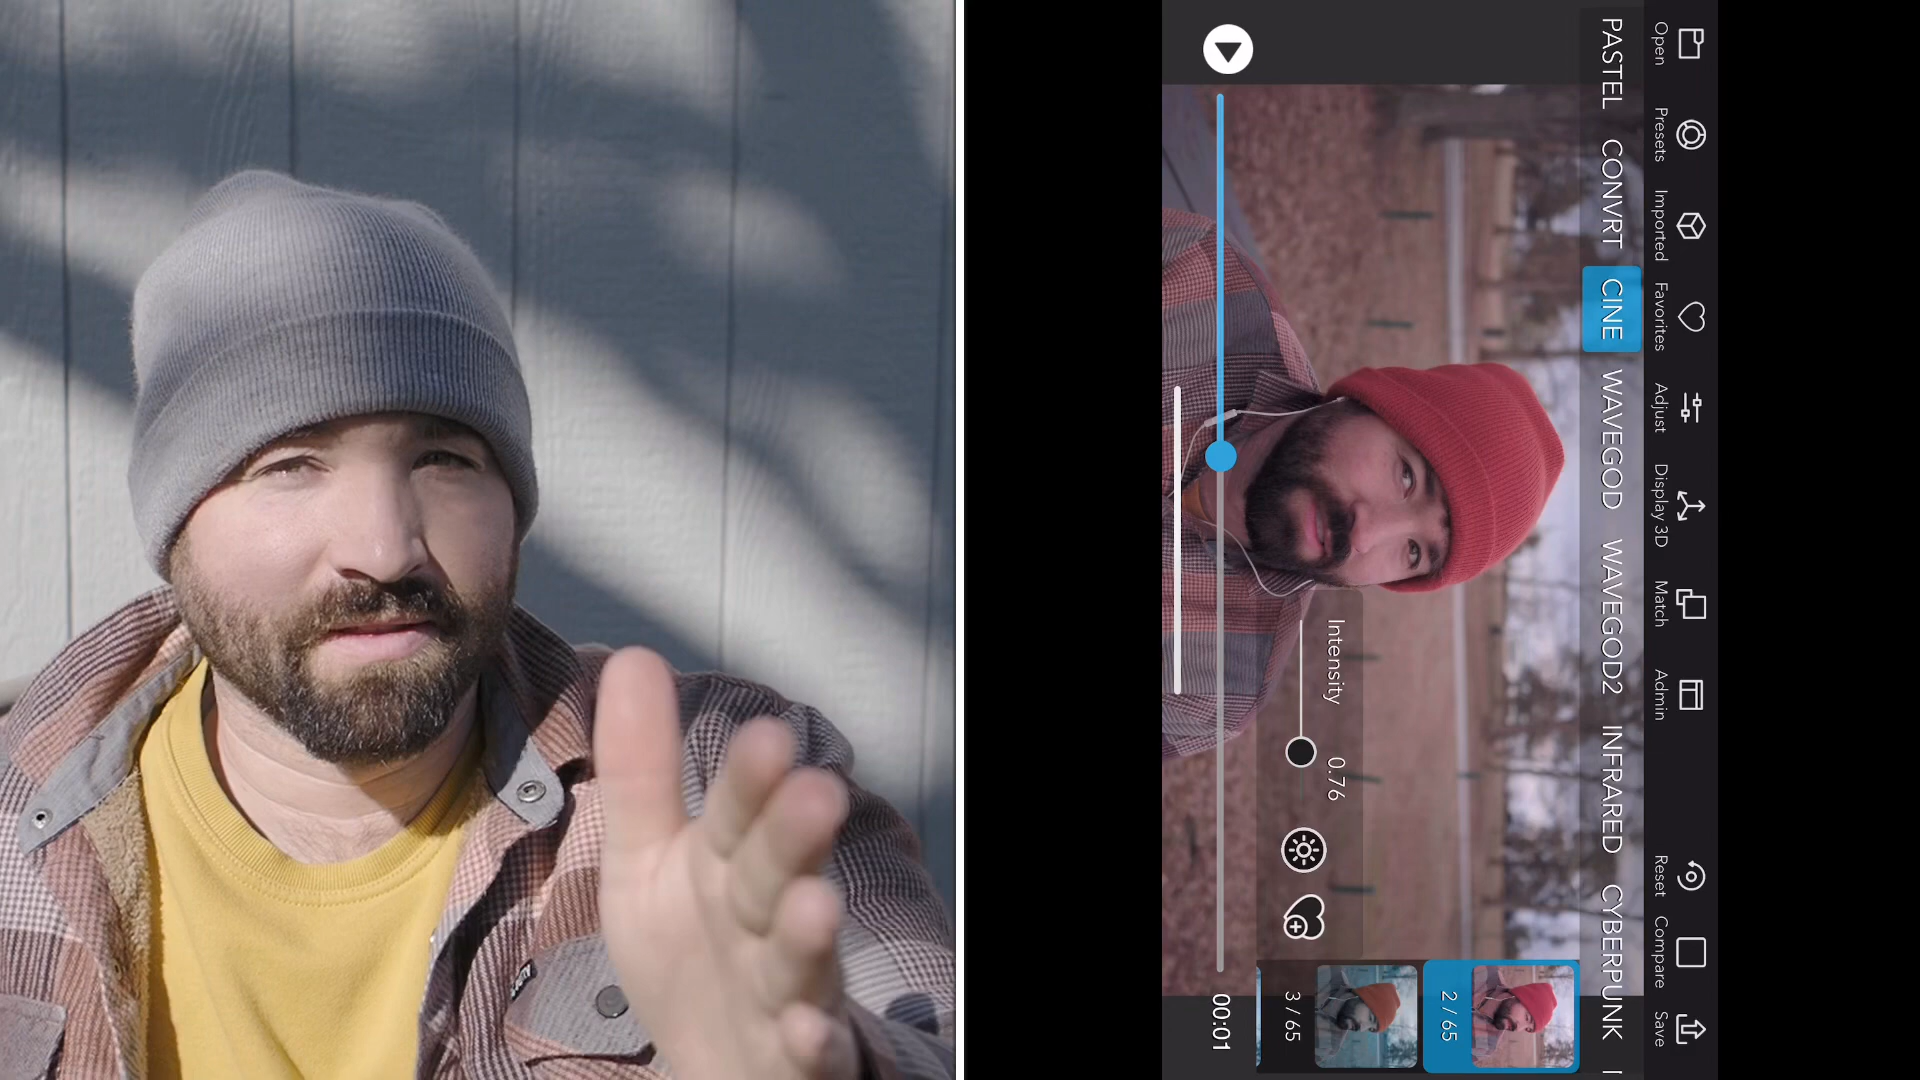 Open
Presets
Imported
Favorites
Adjust
Display 3D
Match
Admin
Reset
Compare
Save
PASTEL
CONVRT
CINE
WAVEGOD
WAVEGOD2
INFRARED
CYBERPUNK
2 / 65
3 / 65
Intensity
0.76
00:01